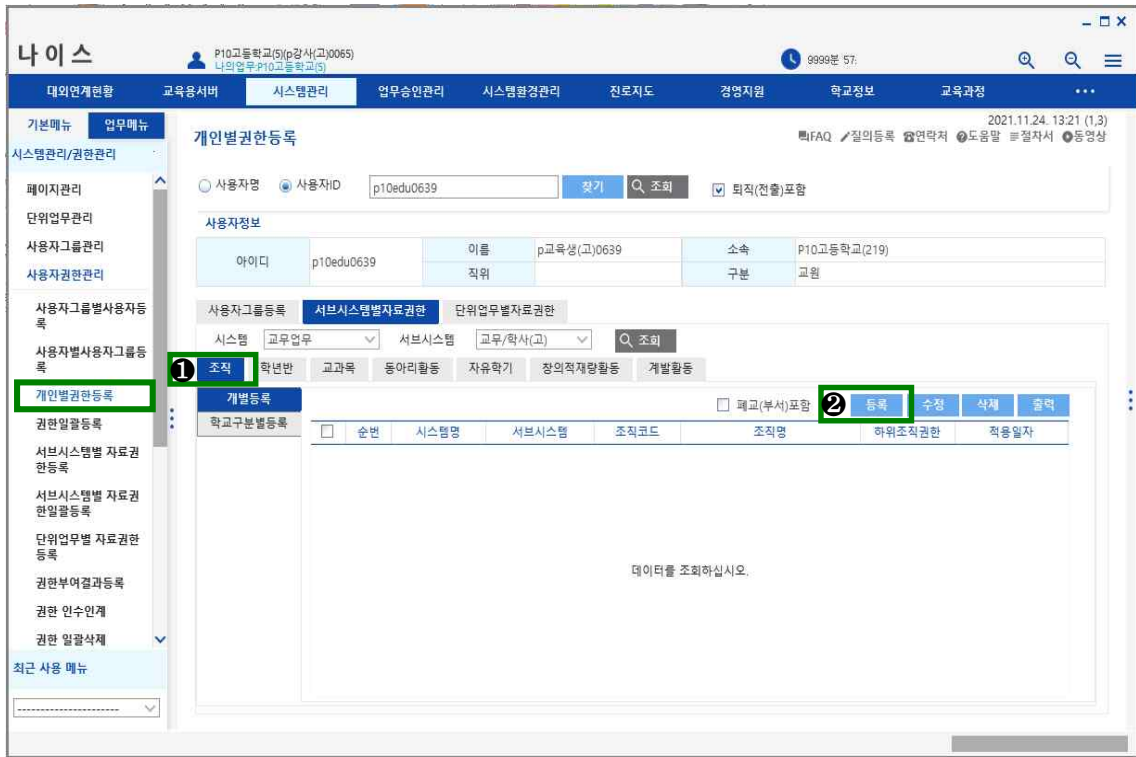 나이스
P10고등학교(5)(p강사(고)0065)
나의업무:P10고등학교(5)
9999분 57:
대외연계현황 교육용서버 시스템관리 업무승인관리 시스템환경관리 진로지도 경영지원 학교정보 교육과정 ...
기본메뉴 업무메뉴
시스템관리/권한관리
페이지관리
단위업무관리
사용자그룹관리
사용자권한관리
사용자그룹별사용자등
록
사용자별사용자그룹등
록
개인별권한등록
권한일괄등록
서브시스템별 자료권
한등록
서브시스템별 자료권
한일괄등록
단위업무별 자료권한
등록
권한부여결과등록
권한 인수인계
권한 일괄삭제
최근 사용 메뉴
----------------------
2021.11.24. 13:21 (1,3)
개인별권한등록
FAQ 질의등록 연락처 도움말 절차서 동영상
사용자명 사용자ID p10edu0639 찾기 조회 퇴직(전출)포함
사용자정보
아이디 p10edu0639 이름 p교육생(고)0639 소속 P10고등학교(219)
직위 구분 교원
사용자그룹등록 서브시스템별자료권한 단위업무별자료권한
시스템 교무업무 서브시스템 교무/학사(고) 조회
❶ 조직 학년반 교과목 동아리활동 자유학기 창의적재량활동 계발활동
개별등록
학교구분별등록
폐교(부서)포함 ❷ 등록 수정 삭제 출력
순번 시스템명 서브시스템 조직코드 조직명 하위조직권한 적용일자
데이터를 조회하십시오.